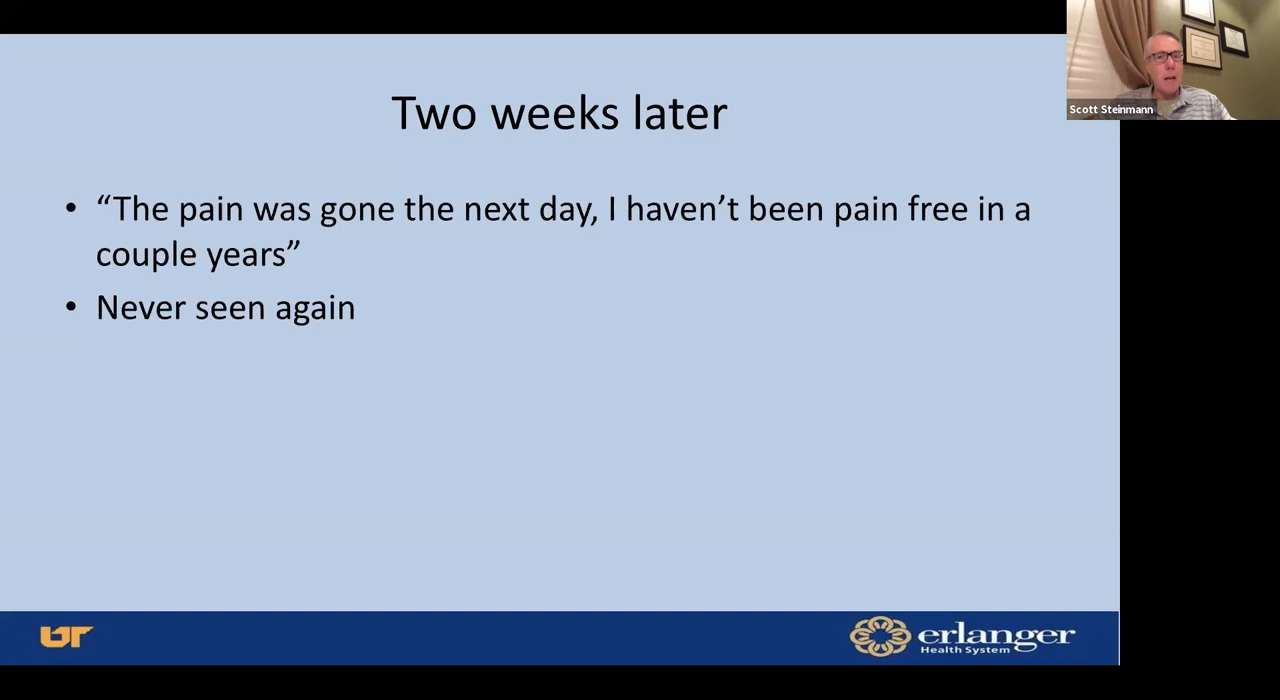 Scott Steinmann
Two weeks later
• “The pain was gone the next day, I haven’t been pain free in a
couple years”
• Never seen again
UT
erlanger
Health System